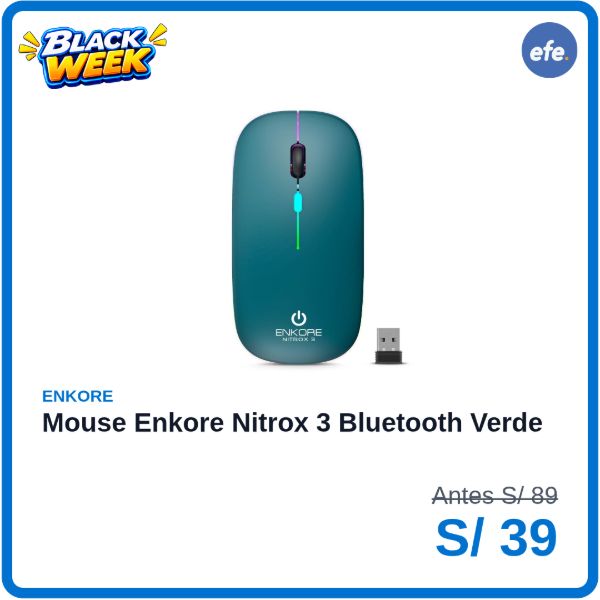 BLACK
WEEK
efe.
ENKORE
NITROX 3
ENKORE
Mouse Enkore Nitrox 3 Bluetooth Verde
Antes S/ 89
S/ 39